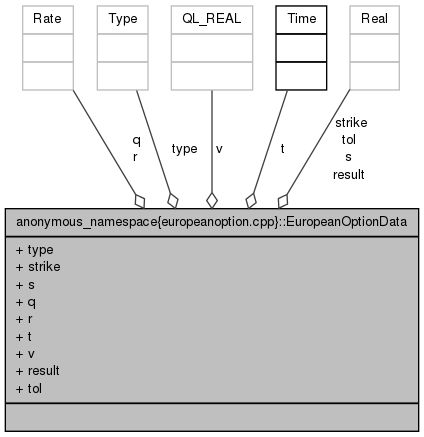 Rate
Type
QL_REAL
Time
Real
q
r
type
v
t
strike
tol
s
result
anonymous_namespace{europeanoption.cpp}::EuropeanOptionData
+ type
+ strike
+ s
+ q
+ r
+ t
+ v
+ result
+ tol